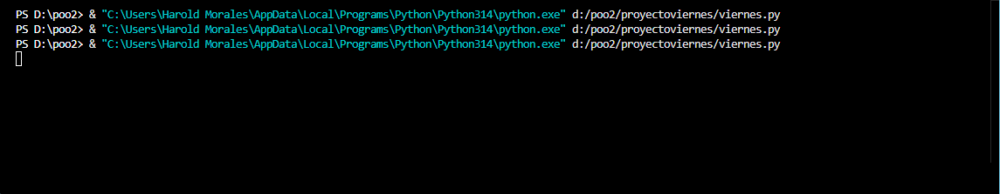 PS D:\poo2> & "C:\Users\Harold Morales\AppData\Local\Programs\Python\Python314\python.exe" d:/poo2/proyectoviernes/viernes.py
PS D:\poo2> & "C:\Users\Harold Morales\AppData\Local\Programs\Python\Python314\python.exe" d:/poo2/proyectoviernes/viernes.py
PS D:\poo2> & "C:\Users\Harold Morales\AppData\Local\Programs\Python\Python314\python.exe" d:/poo2/proyectoviernes/viernes.py